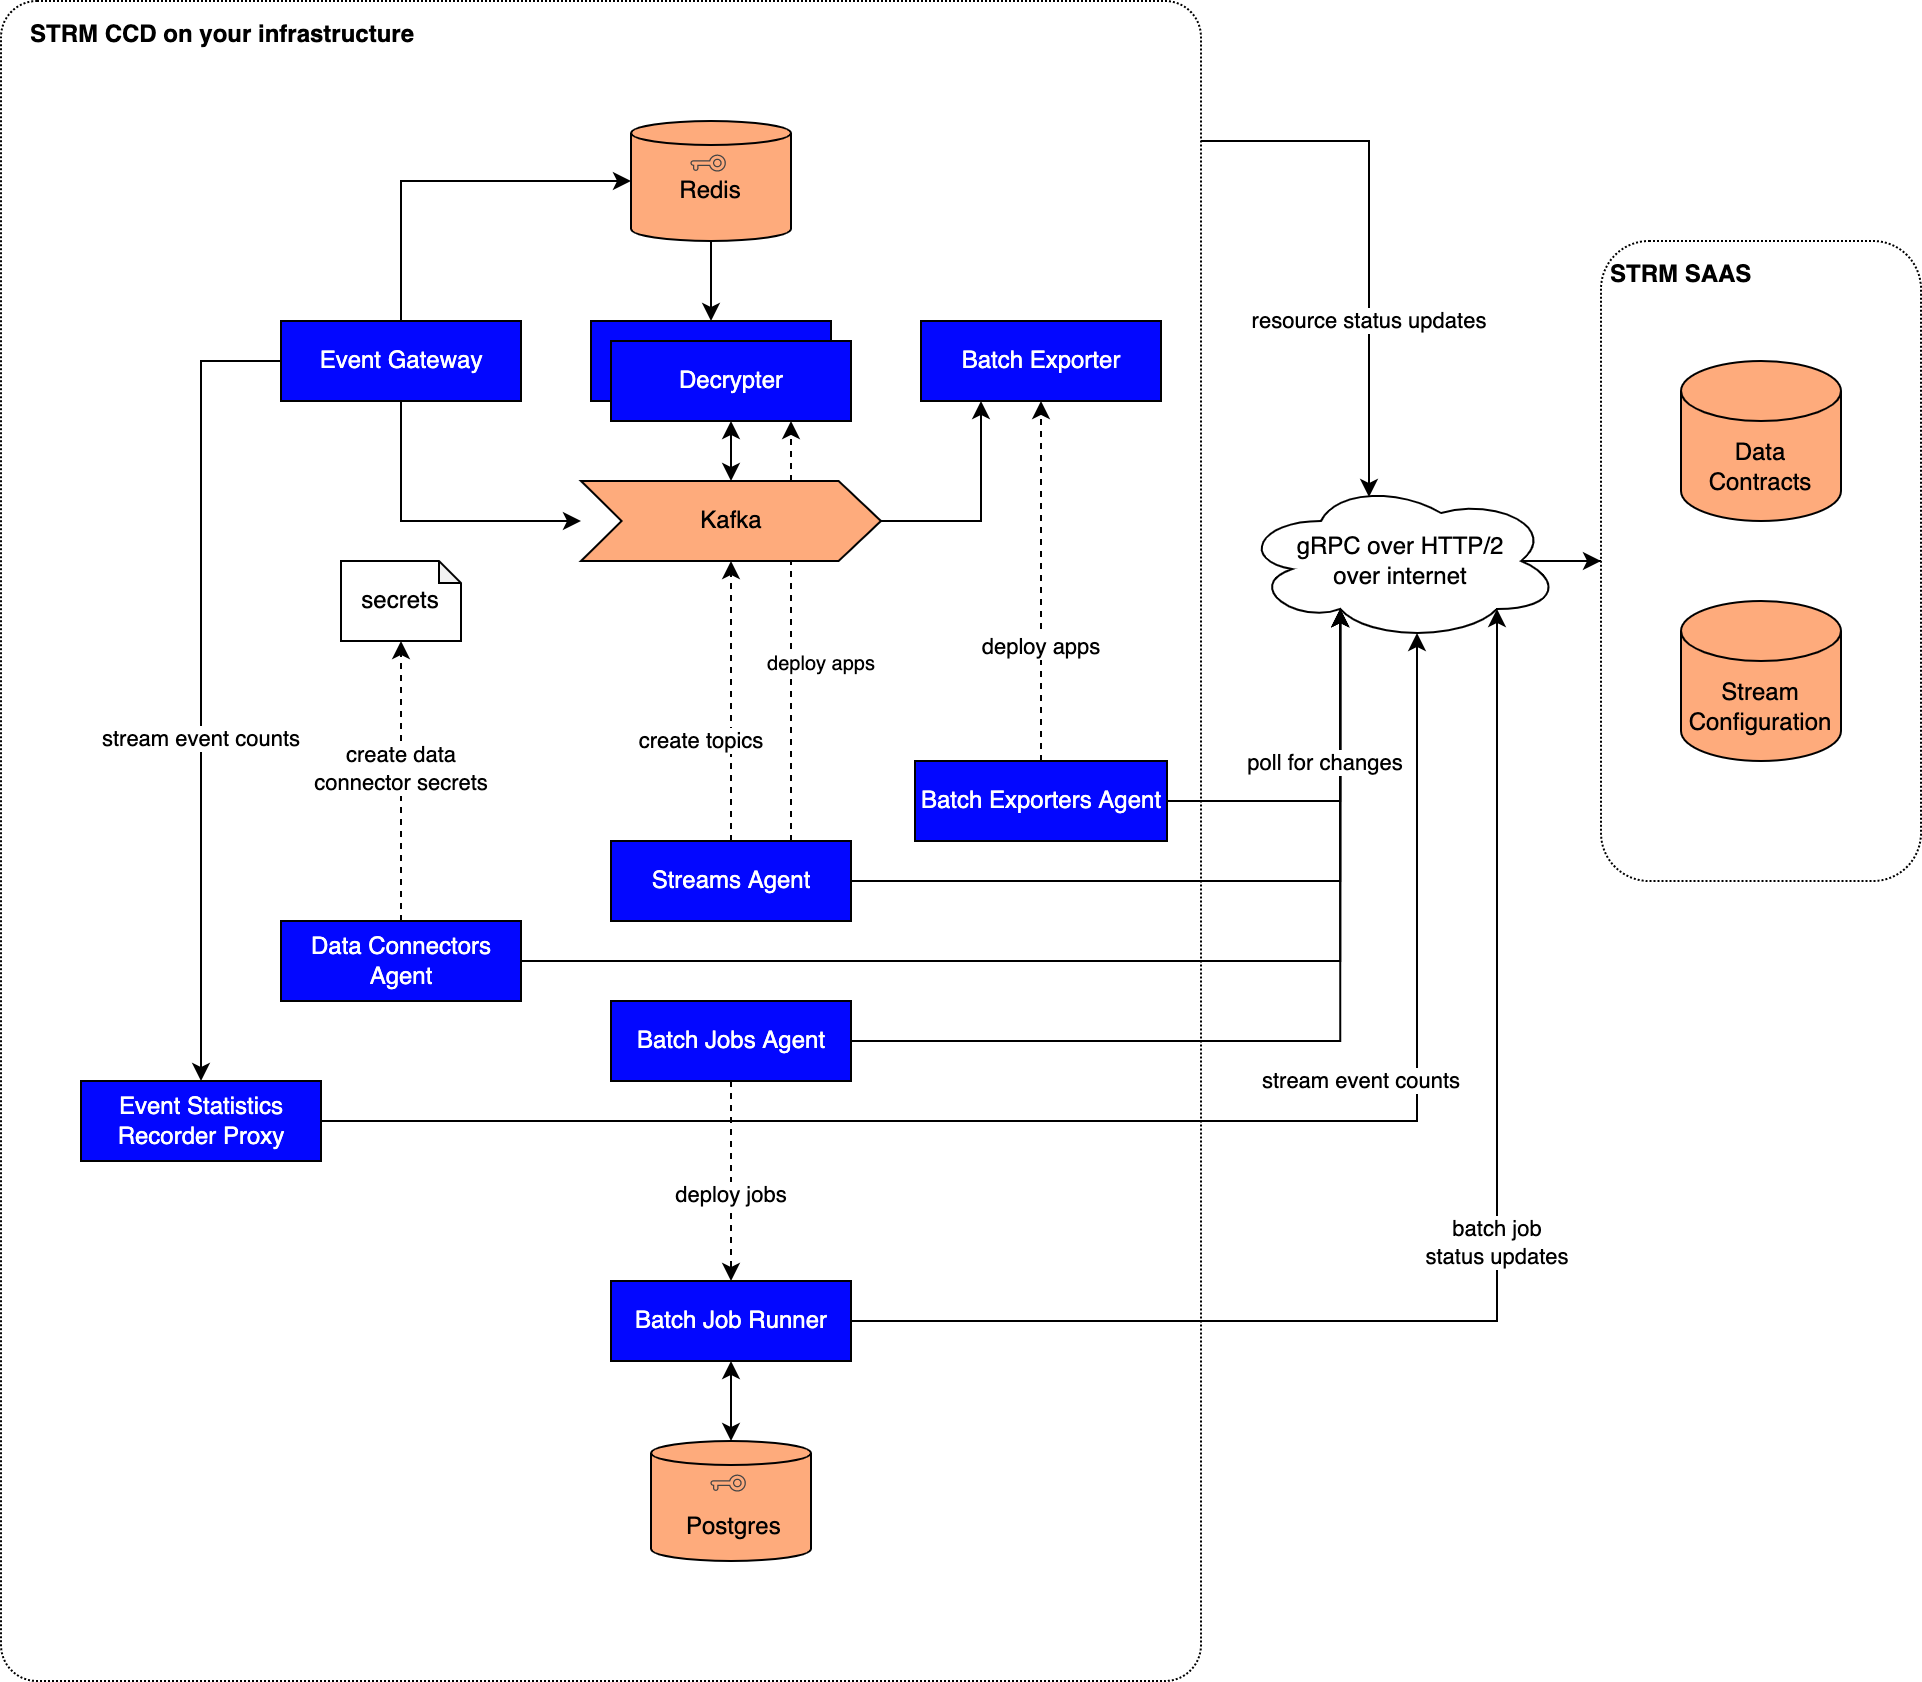 STRM CCD on your infrastructure
Redis
STRM SAAS
resource status updates
Event Gateway
Decrypter
Batch Exporter
Data
Contracts
Kafka
gRPC over HTTP/2
over internet
secrets
deploy apps
deploy apps
Stream
Configuration
stream event counts
create topics
create data
connector secrets
poll for changes
Batch Exporters Agent
Streams Agent
Data Connectors
Agent
Batch Jobs Agent
stream event counts
Event Statistics
Recorder Proxy
deploy jobs
batch job
status updates
Batch Job Runner
Postgres